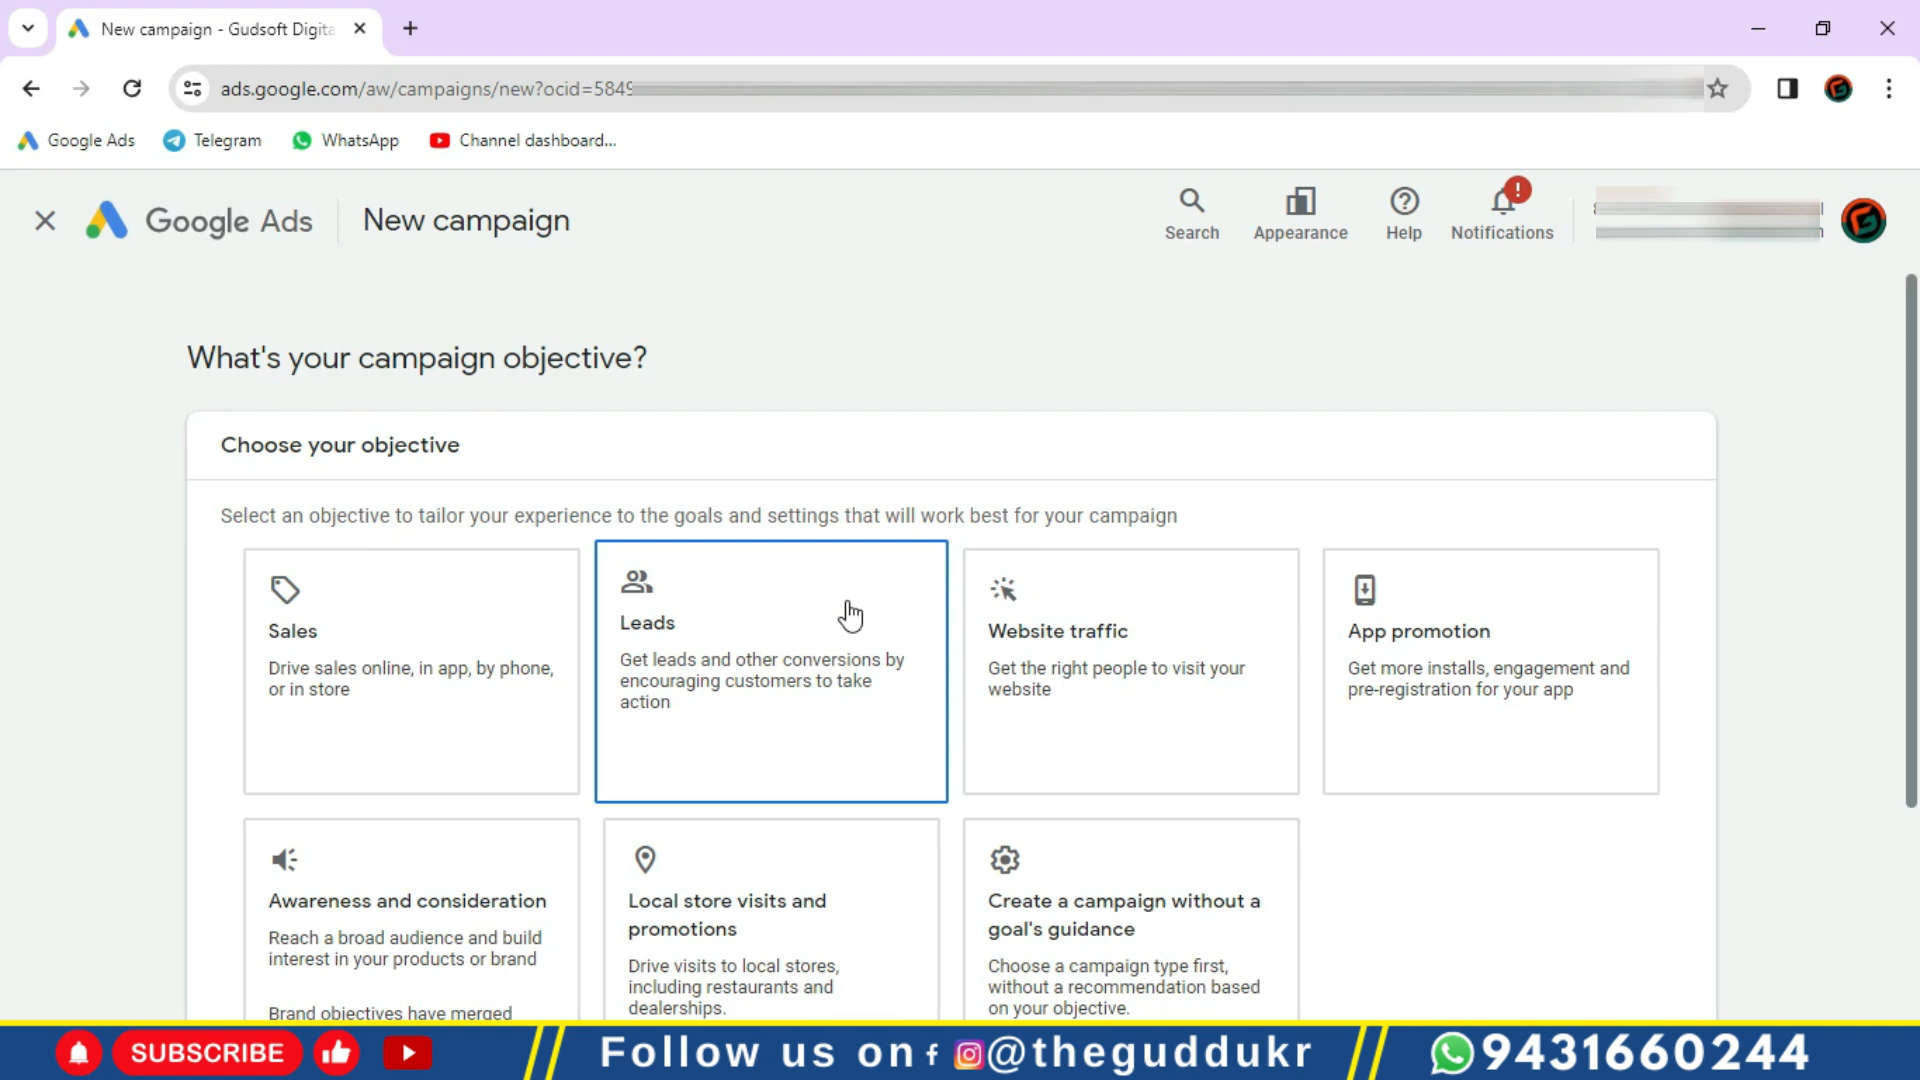 New campaign - Gudsoft Digita
ads.google.com/aw/campaigns/new?ocid=5849
Google Ads
Telegram
WhatsApp
Channel dashboard...
Google Ads
New campaign
Search
Appearance
Help
Notifications
What's your campaign objective?
Choose your objective
Select an objective to tailor your experience to the goals and settings that will work best for your campaign
Sales
Drive sales online, in app, by phone,
or in store
Leads
Get leads and other conversions by
encouraging customers to take
action
Website traffic
Get the right people to visit your
website
App promotion
Get more installs, engagement and
pre-registration for your app
Awareness and consideration
Reach a broad audience and build
interest in your products or brand
Brand objectives have merged
Local store visits and
promotions
Drive visits to local stores,
including restaurants and
dealerships.
Create a campaign without a
goal's guidance
Choose a campaign type first,
without a recommendation based
on your objective.
SUBSCRIBE
Follow us on f @theguddukr
9431660244